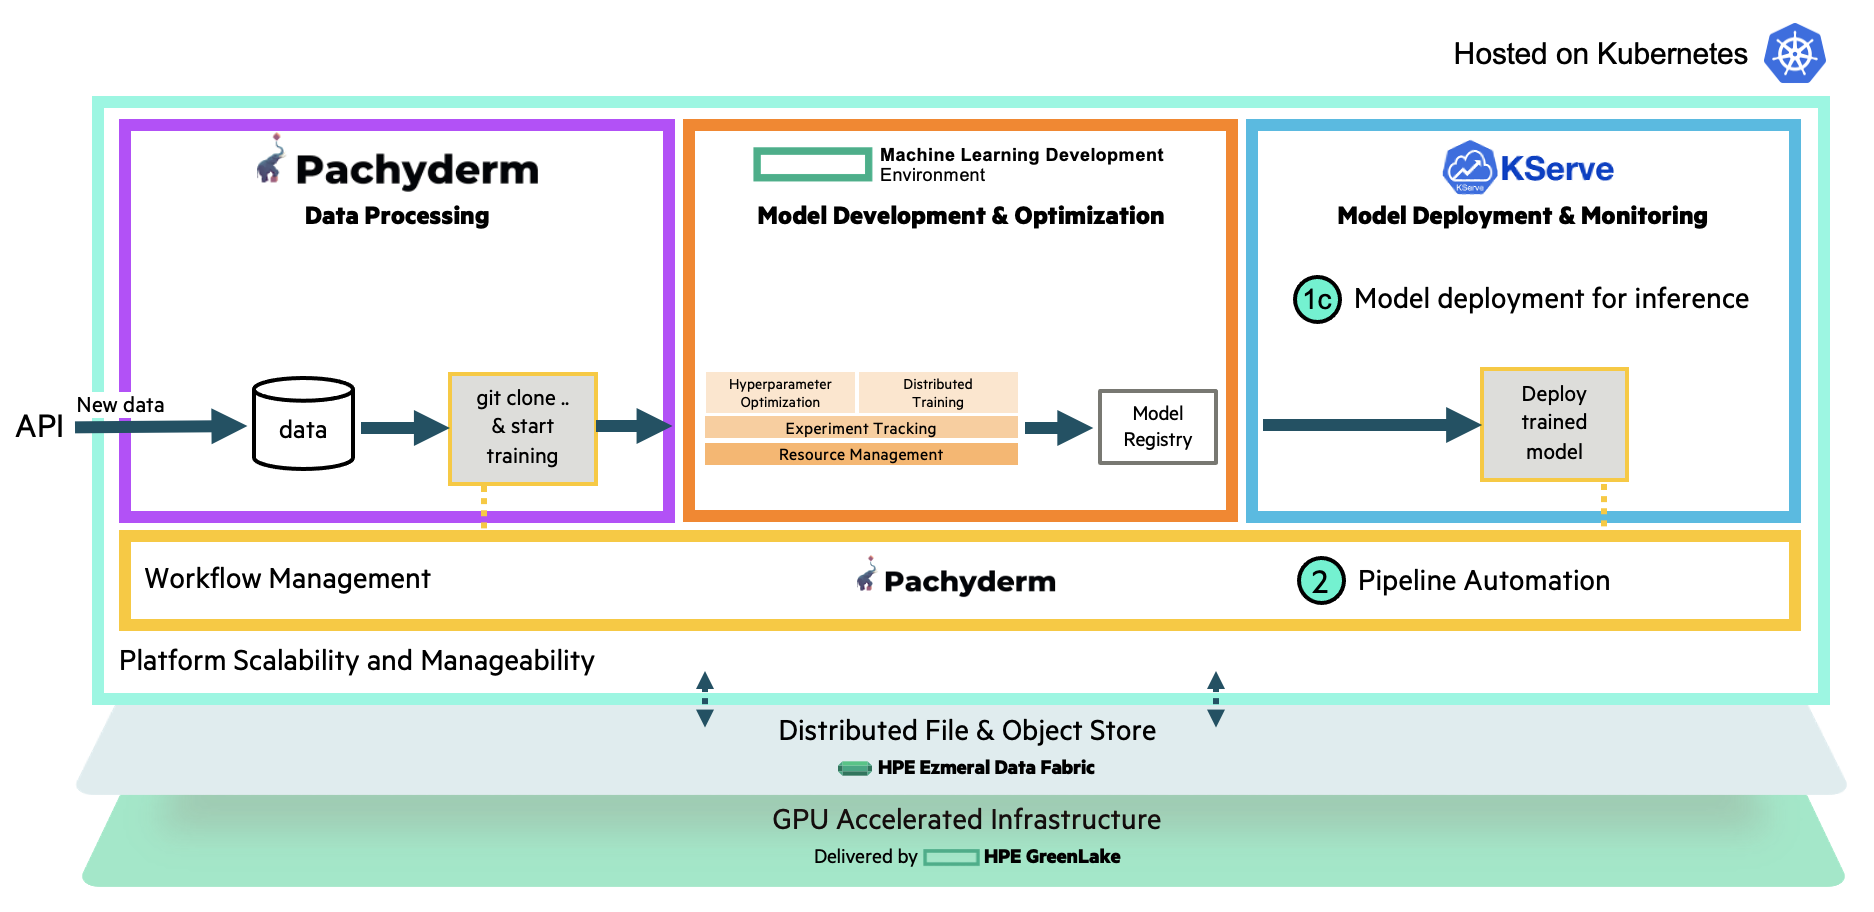 Hosted on Kubernetes
Pachyderm
Data Processing
Machine Learning Development
Environment
Model Development & Optimization
KServe
KServe
Model Deployment & Monitoring
1c Model deployment for inference
API
New data
data
git clone ..
& start
training
Hyperparameter
Optimization
Distributed
Training
Experiment Tracking
Resource Management
Model
Registry
Deploy
trained
model
Workflow Management
Pachyderm
2 Pipeline Automation
Platform Scalability and Manageability
Distributed File & Object Store
HPE Ezmeral Data Fabric
GPU Accelerated Infrastructure
Delivered by HPE GreenLake